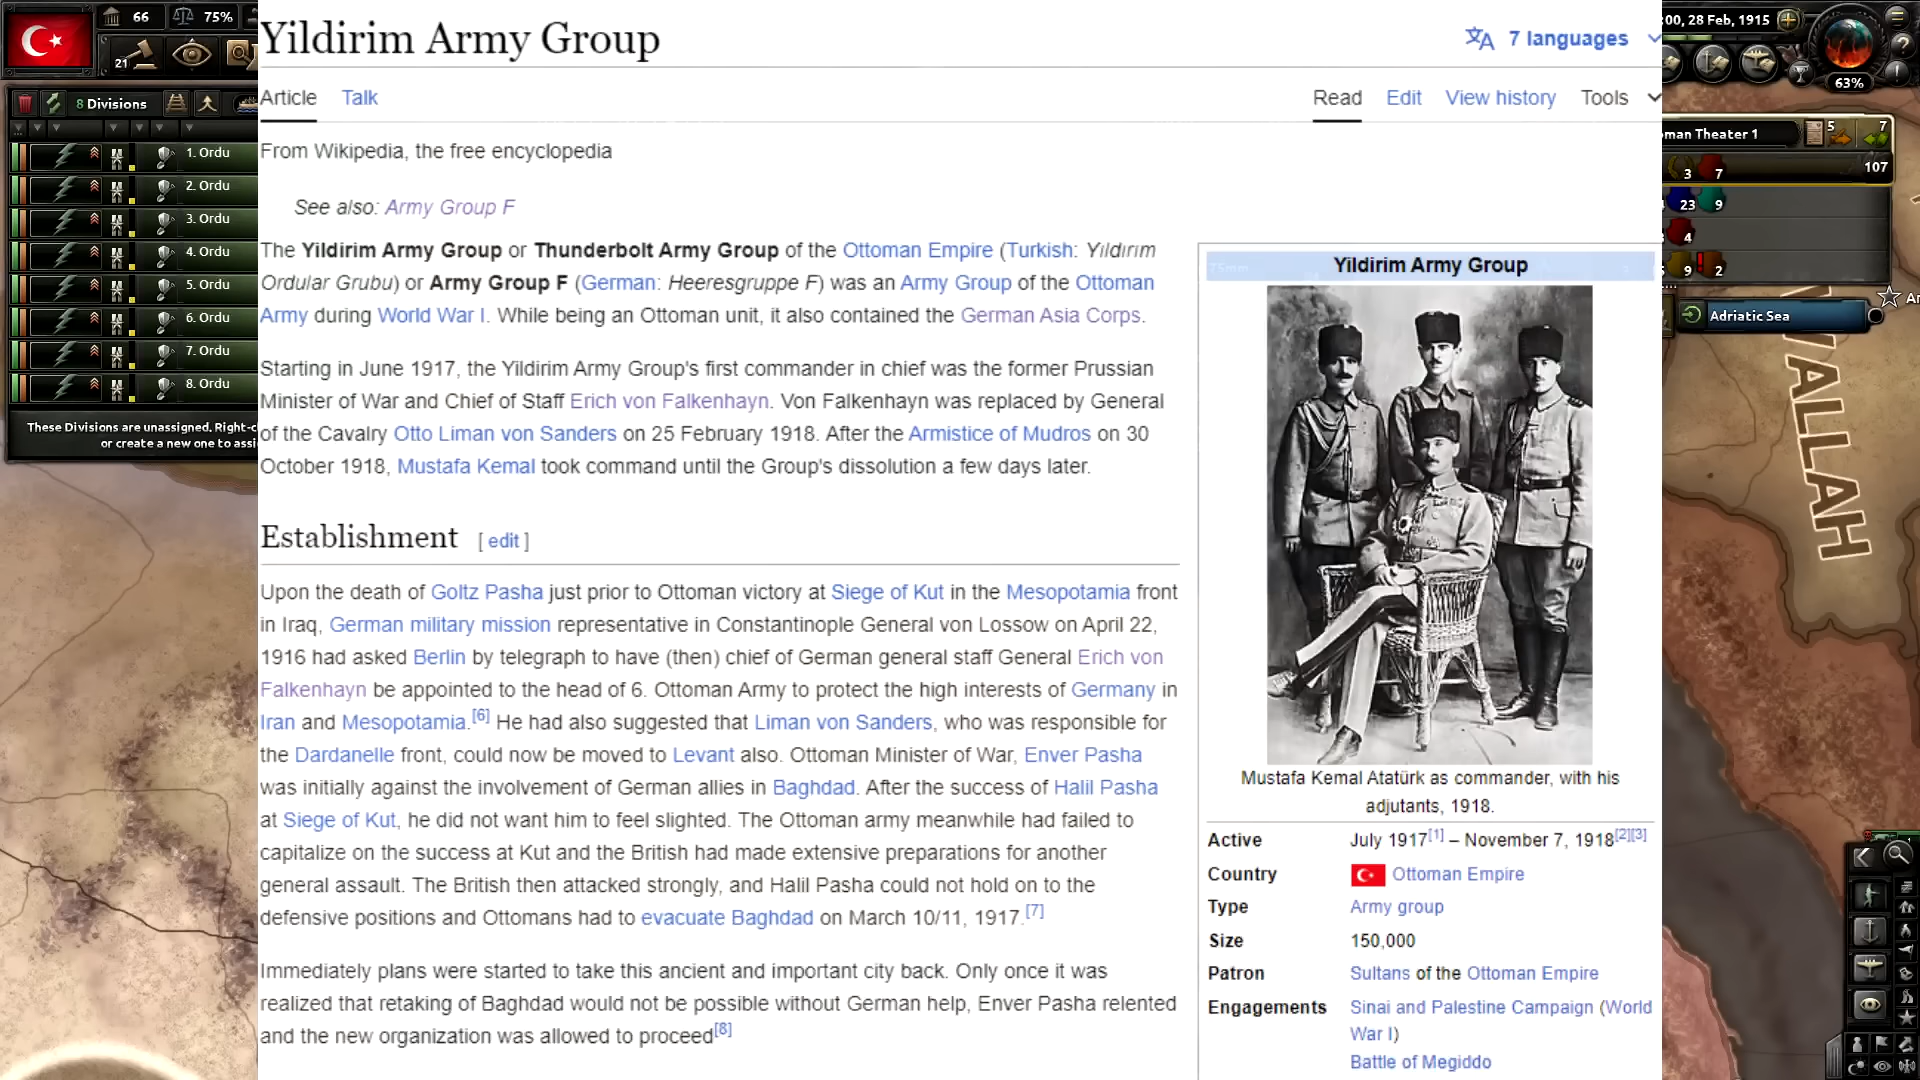 66
75%
21
8 Divisions
1. Ordu
2. Ordu
3. Ordu
4. Ordu
5. Ordu
6. Ordu
7. Ordu
8. Ordu
These Divisions are unassigned. Right-c
or create a new one to assi
Yildirim Army Group
7 languages
Article Talk
Read Edit View history Tools
From Wikipedia, the free encyclopedia
See also: Army Group F
The Yildirim Army Group or Thunderbolt Army Group of the Ottoman Empire (Turkish: Yıldırım
Ordular Grubu) or Army Group F (German: Heeresgruppe F) was an Army Group of the Ottoman
Army during World War I. While being an Ottoman unit, it also contained the German Asia Corps.
Starting in June 1917, the Yildirim Army Group's first commander in chief was the former Prussian
Minister of War and Chief of Staff Erich von Falkenhayn. Von Falkenhayn was replaced by General
of the Cavalry Otto Liman von Sanders on 25 February 1918. After the Armistice of Mudros on 30
October 1918, Mustafa Kemal took command until the Group's dissolution a few days later.
Establishment [ edit ]
Upon the death of Goltz Pasha just prior to Ottoman victory at Siege of Kut in the Mesopotamia front
in Iraq, German military mission representative in Constantinople General von Lossow on April 22,
1916 had asked Berlin by telegraph to have (then) chief of German general staff General Erich von
Falkenhayn be appointed to the head of 6. Ottoman Army to protect the high interests of Germany in
Iran and Mesopotamia.[6] He had also suggested that Liman von Sanders, who was responsible for
the Dardanelle front, could now be moved to Levant also. Ottoman Minister of War, Enver Pasha
was initially against the involvement of German allies in Baghdad. After the success of Halil Pasha
at Siege of Kut, he did not want him to feel slighted. The Ottoman army meanwhile had failed to
capitalize on the success at Kut and the British had made extensive preparations for another
general assault. The British then attacked strongly, and Halil Pasha could not hold on to the
defensive positions and Ottomans had to evacuate Baghdad on March 10/11, 1917.[7]
Immediately plans were started to take this ancient and important city back. Only once it was
realized that retaking of Baghdad would not be possible without German help, Enver Pasha relented
and the new organization was allowed to proceed[8]
Yildirim Army Group
Mustafa Kemal Atatürk as commander, with his
adjutants, 1918.
Active July 1917[1] – November 7, 1918[2][3]
Country Ottoman Empire
Type Army group
Size 150,000
Patron Sultans of the Ottoman Empire
Engagements Sinai and Palestine Campaign (World
War I)
Battle of Megiddo
:00, 28 Feb, 1915
63%
man Theater 1
5
7
3 7 107
23 9
4
9 2
Adriatic Sea
WALLAH